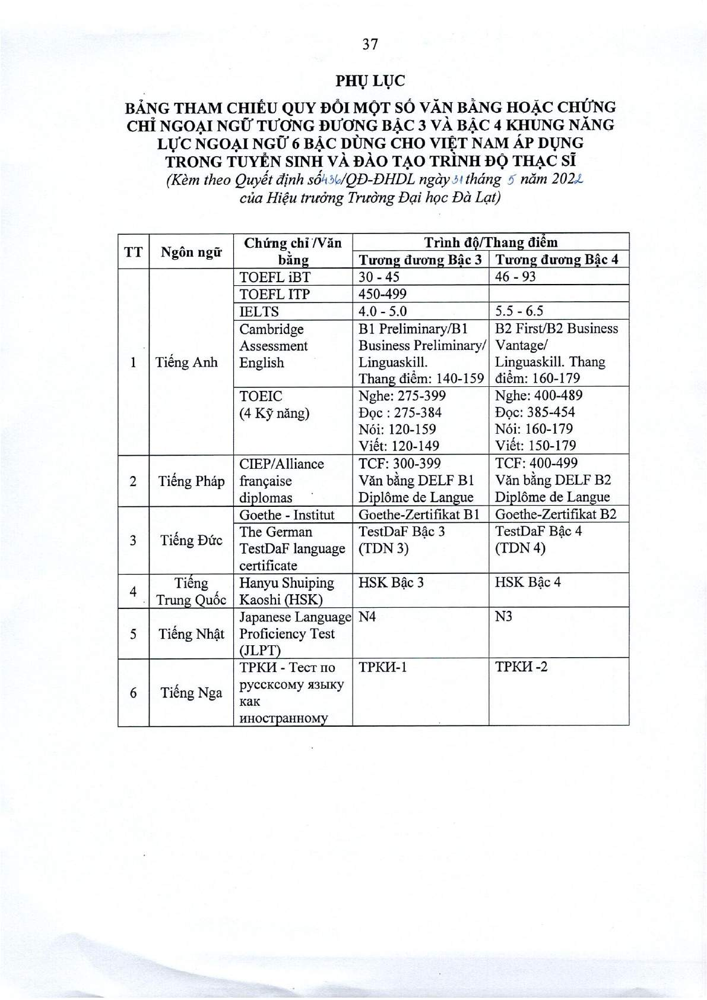 37
PHỤ LỤC
BẢNG THAM CHIẾU QUY ĐỔI MỘT SỐ VĂN BẰNG HOẶC CHỨNG
CHỈ NGOẠI NGỮ TƯƠNG ĐƯƠNG BẬC 3 VÀ BẬC 4 KHUNG NĂNG
LỰC NGOẠI NGỮ 6 BẬC DÙNG CHO VIỆT NAM ÁP DỤNG
TRONG TUYỂN SINH VÀ ĐÀO TẠO TRÌNH ĐỘ THẠC SĨ
(Kèm theo Quyết định số436/QĐ-ĐHDL ngày 31 tháng 5 năm 2022
của Hiệu trưởng Trường Đại học Đà Lạt)
TT
Ngôn ngữ
Chứng chỉ /Văn
bằng
Trình độ/Thang điểm
Tương đương Bậc 3
Tương đương Bậc 4
1
Tiếng Anh
TOEFL iBT
30 - 45
46 - 93
TOEFL ITP
450-499
IELTS
4.0 - 5.0
5.5 - 6.5
Cambridge
Assessment
English
B1 Preliminary/B1
Business Preliminary/
Linguaskill.
Thang điểm: 140-159
B2 First/B2 Business
Vantage/
Linguaskill. Thang
điểm: 160-179
TOEIC
(4 Kỹ năng)
Nghe: 275-399
Đọc : 275-384
Nói: 120-159
Viết: 120-149
Nghe: 400-489
Đọc: 385-454
Nói: 160-179
Viết: 150-179
2
Tiếng Pháp
CIEP/Alliance
française
diplomas
TCF: 300-399
Văn bằng DELF B1
Diplôme de Langue
TCF: 400-499
Văn bằng DELF B2
Diplôme de Langue
3
Tiếng Đức
Goethe - Institut
Goethe-Zertifikat B1
Goethe-Zertifikat B2
The German
TestDaF language
certificate
TestDaF Bậc 3
(TDN 3)
TestDaF Bậc 4
(TDN 4)
4
Tiếng
Trung Quốc
Hanyu Shuiping
Kaoshi (HSK)
HSK Bậc 3
HSK Bậc 4
5
Tiếng Nhật
Japanese Language
Proficiency Test
(JLPT)
N4
N3
6
Tiếng Nga
ТРКИ - Тест по
руссксому языку
как
иностранному
ТРКИ-1
ТРКИ -2